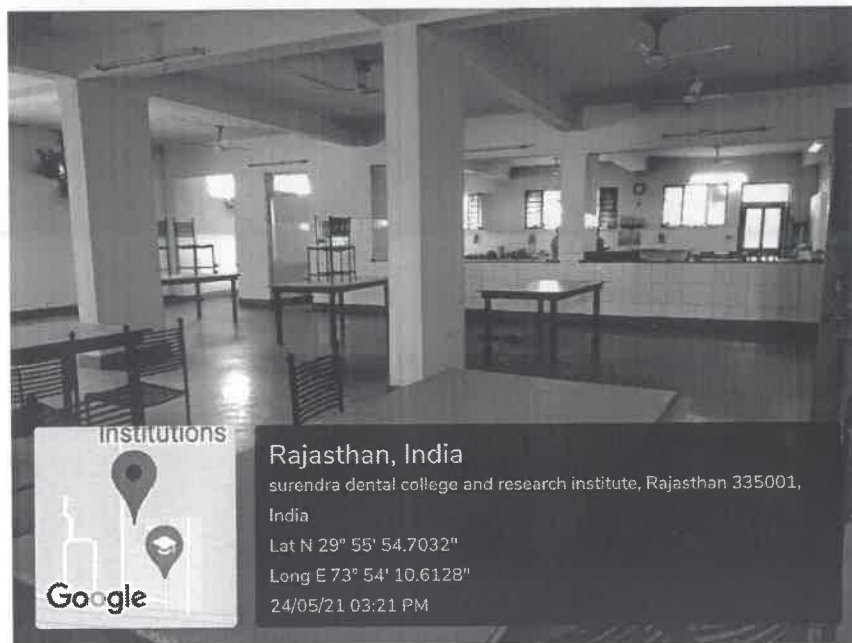 Institutions
Google
Rajasthan, India
surendra dental college and research institute, Rajasthan 335001,
India
Lat N 29° 55' 54.7032"
Long E 73° 54' 10.6128"
24/05/21 03:21 PM